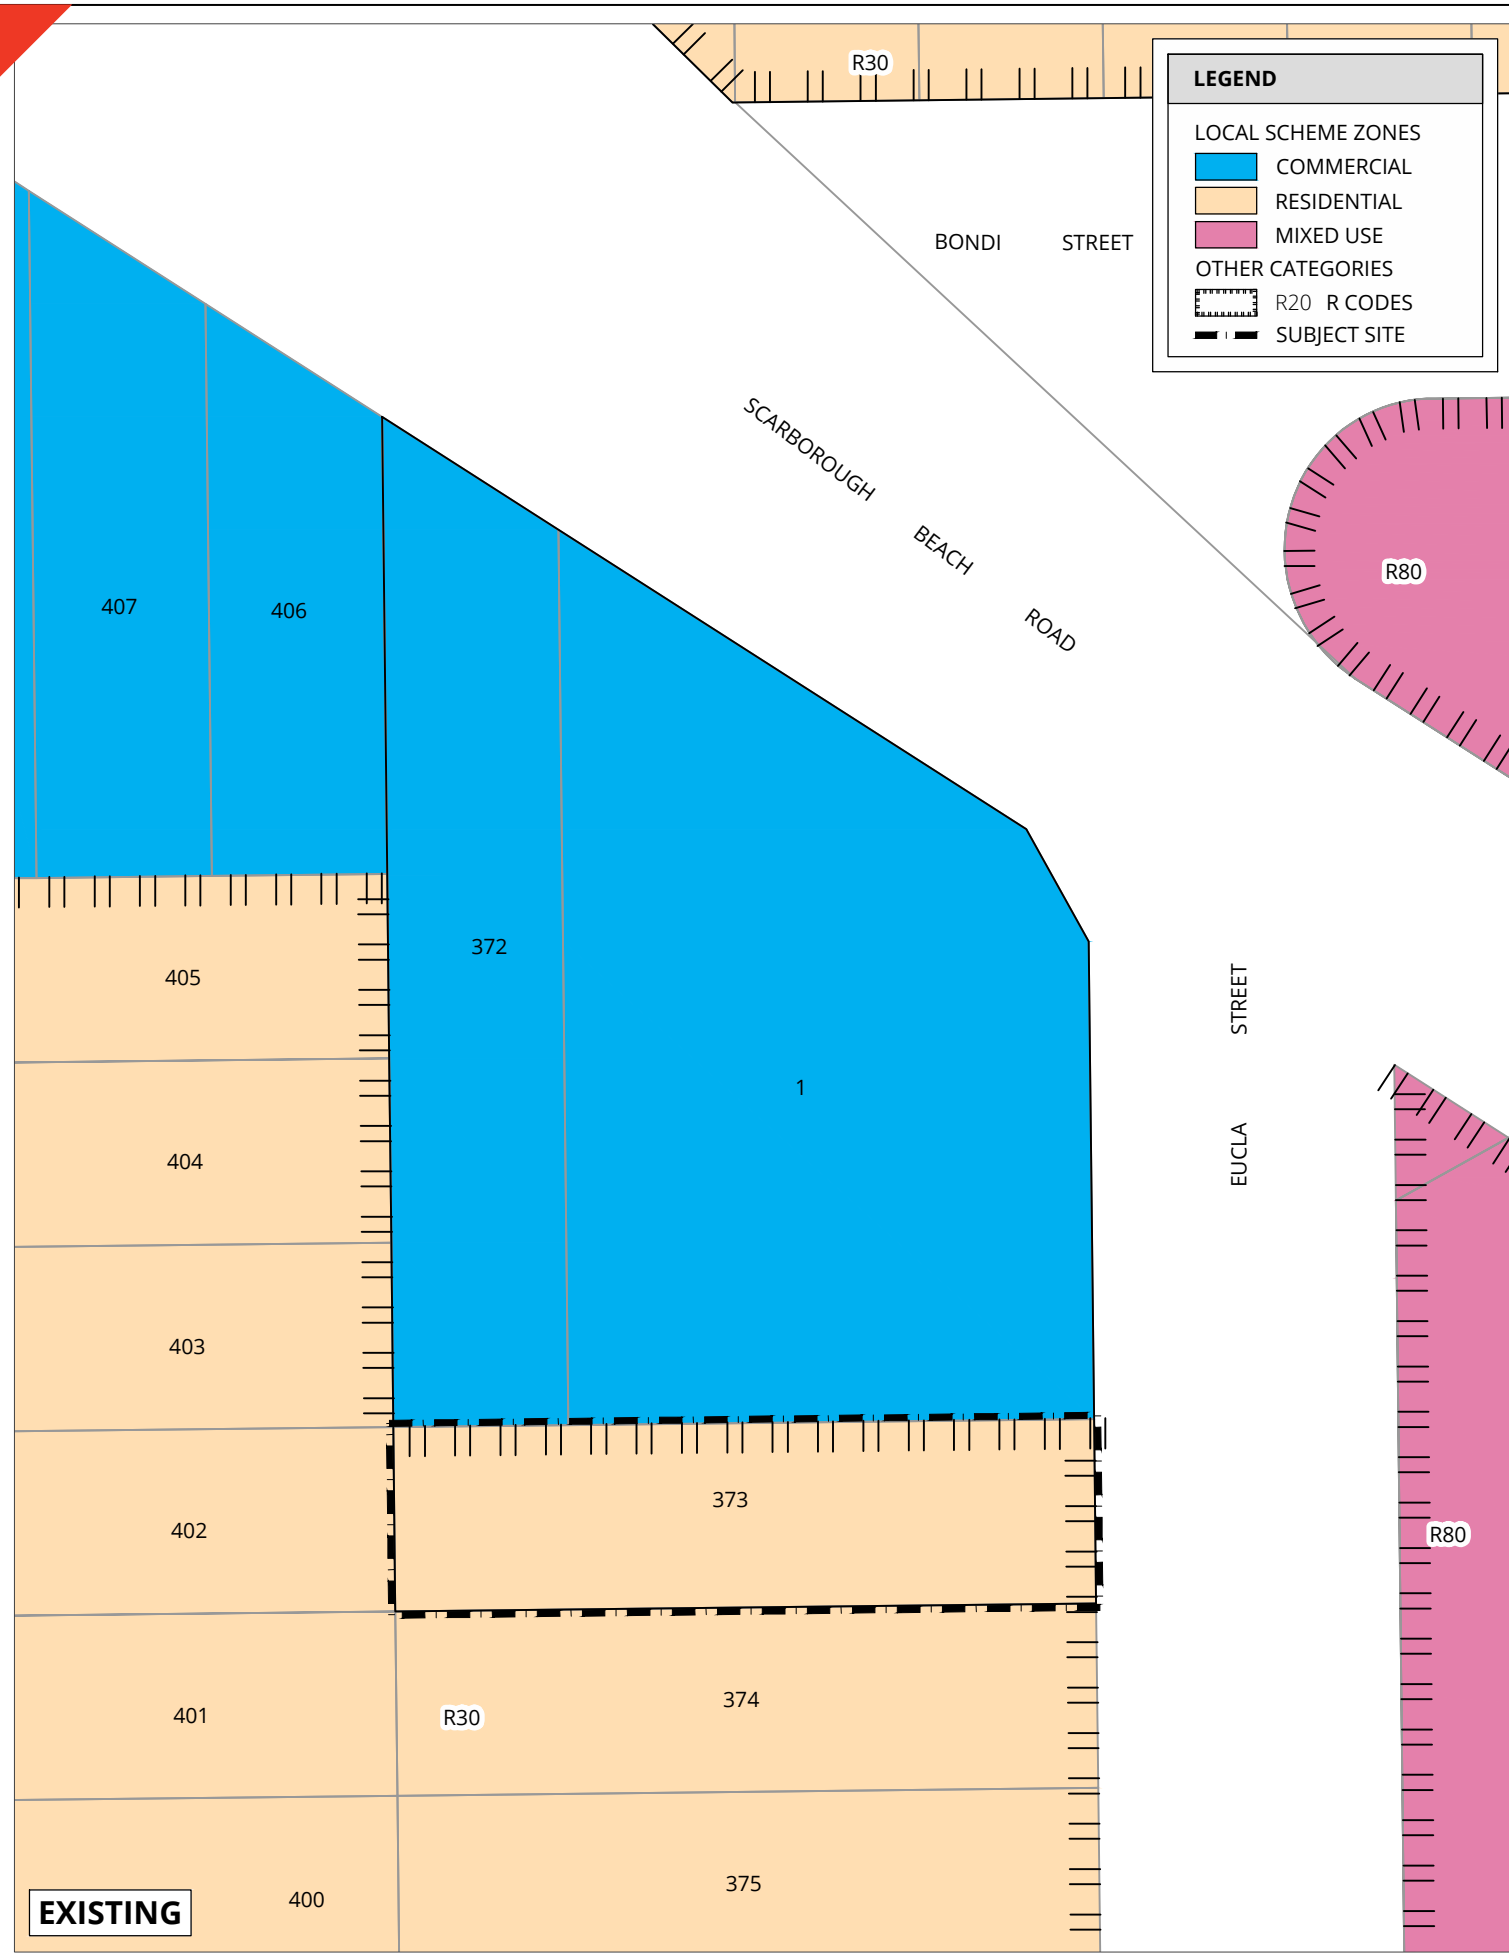 R30
LEGEND
LOCAL SCHEME ZONES
COMMERCIAL
RESIDENTIAL
MIXED USE
OTHER CATEGORIES
R20 R CODES
SUBJECT SITE
BONDI STREET
SCARBOROUGH BEACH ROAD
R80
407
406
372
405
1
EUCLA STREET
404
403
373
402
R80
374
401
R30
375
400
EXISTING